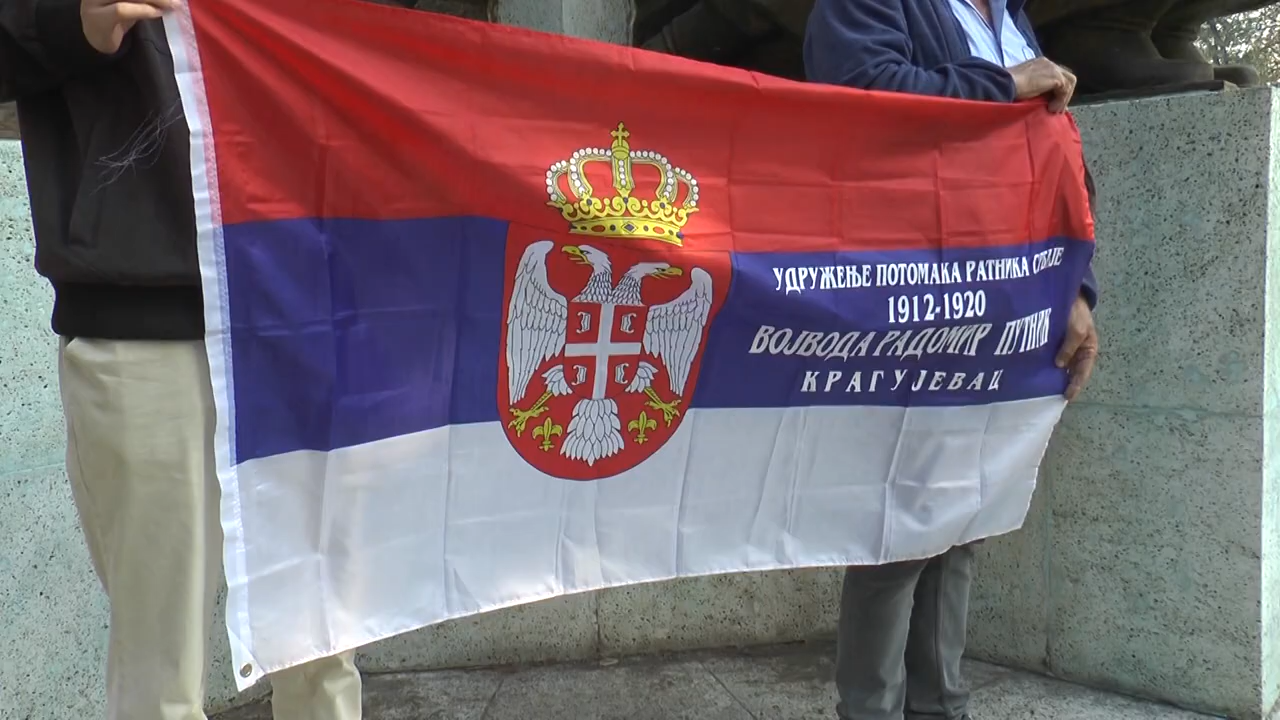 УДРУЖЕЊЕ ПОТОМАКА РАТНИКА СРБИЈЕ
1912-1920
ВОЈВОДА РАДОМИР ПУТНИК
КРАГУЈЕВАЦ